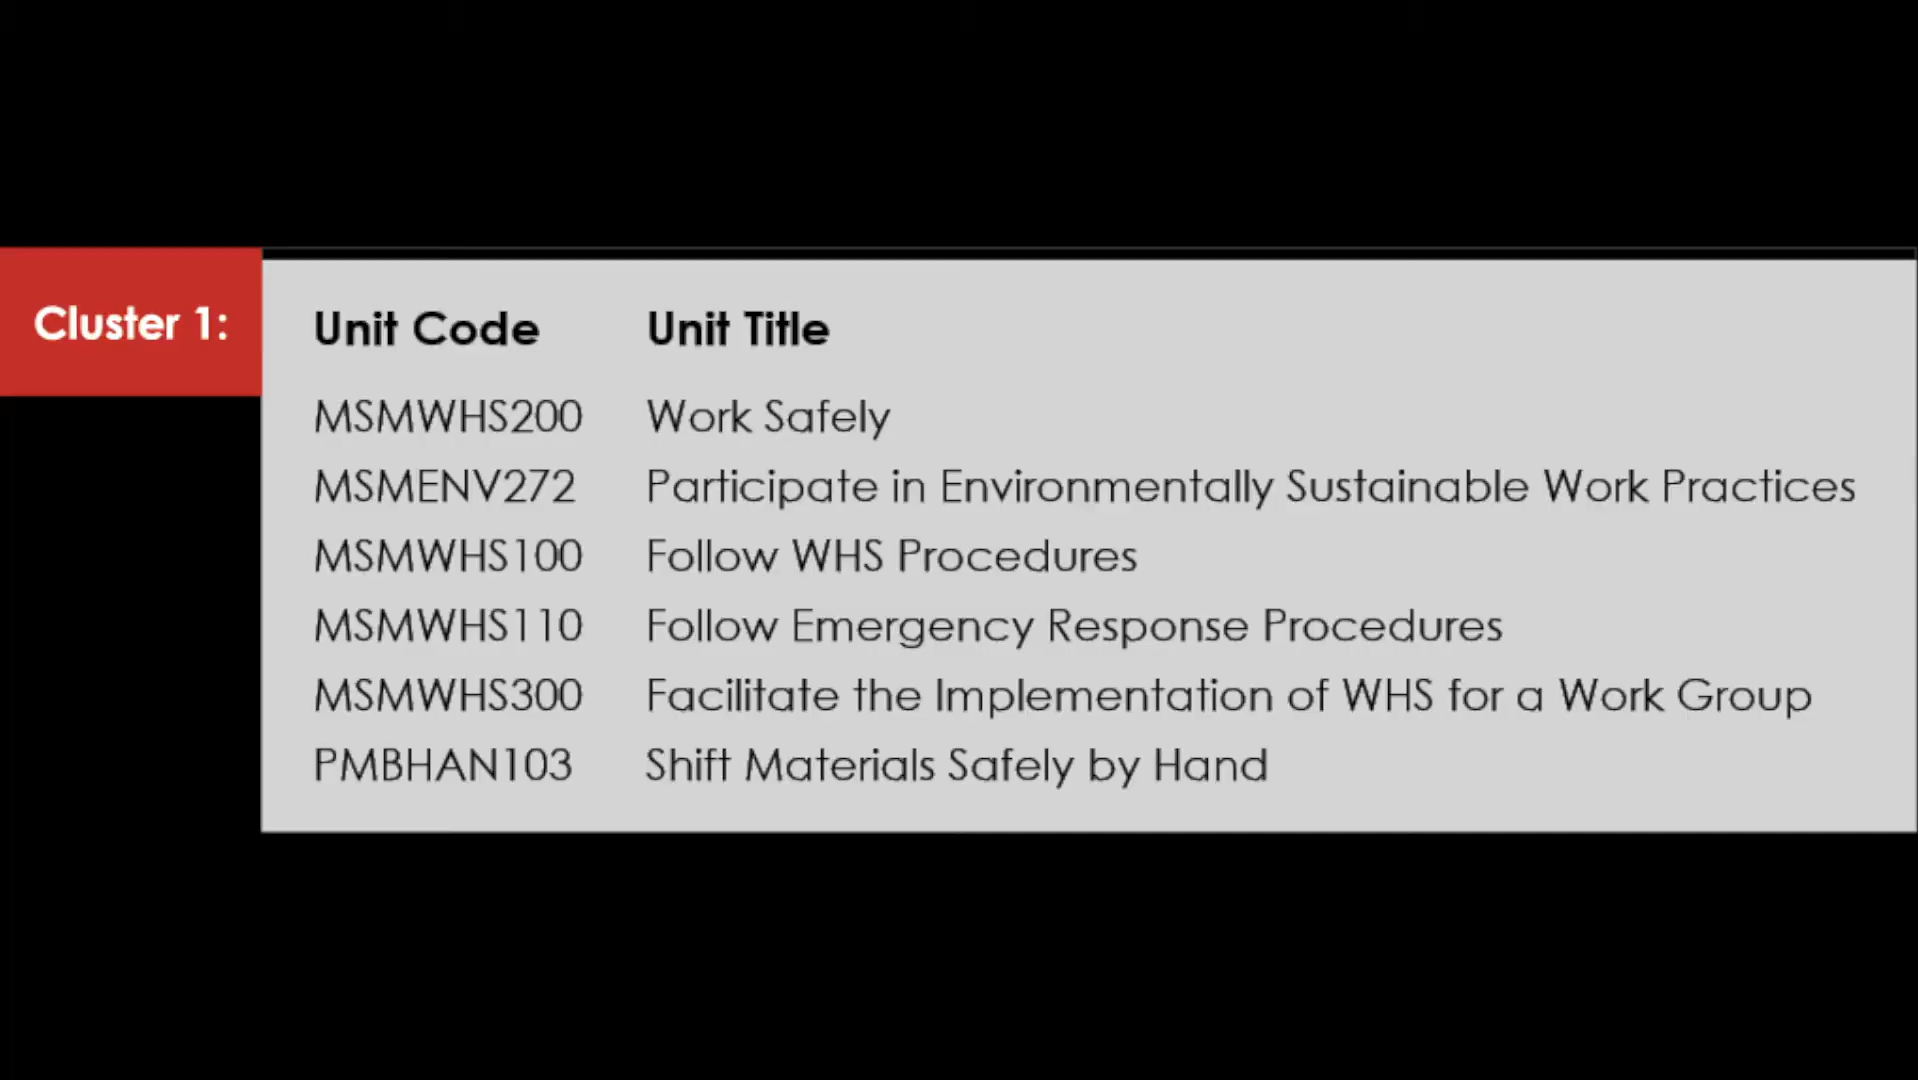 Cluster 1:
Unit Code Unit Title
MSMWHS200 Work Safely
MSMENV272 Participate in Environmentally Sustainable Work Practices
MSMWHS100 Follow WHS Procedures
MSMWHS110 Follow Emergency Response Procedures
MSMWHS300 Facilitate the Implementation of WHS for a Work Group
PMBHAN103 Shift Materials Safely by Hand